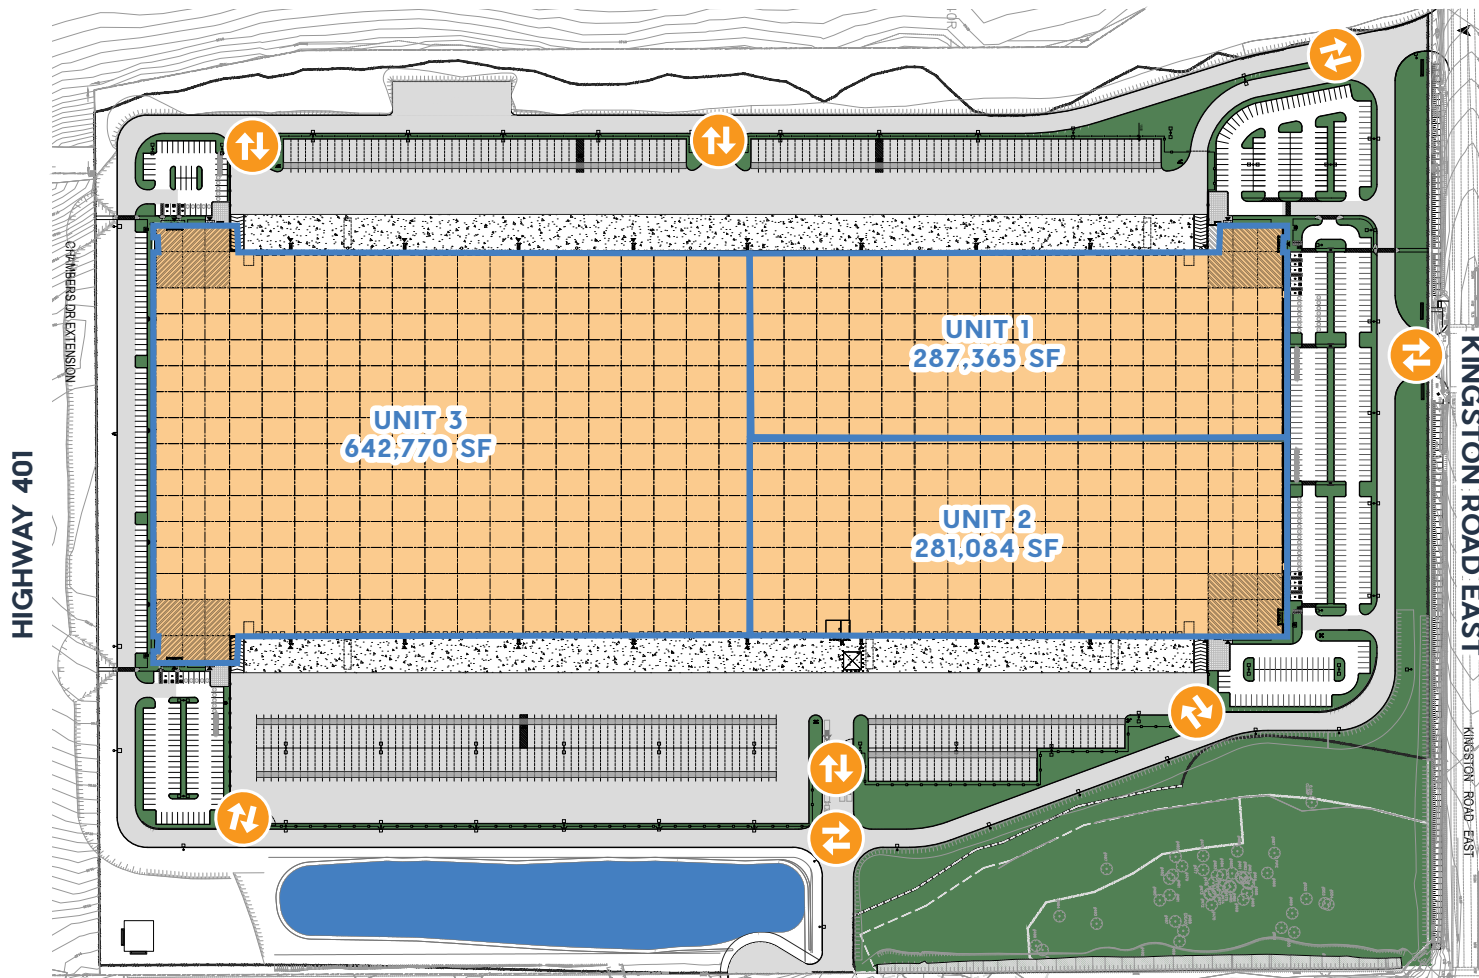 HIGHWAY 401
CHAMBERS DR EXTENSION
UNIT 3
642,770 SF
UNIT 1
287,365 SF
UNIT 2
281,084 SF
KINGSTON ROAD EAST
KINGSTON ROAD EAST